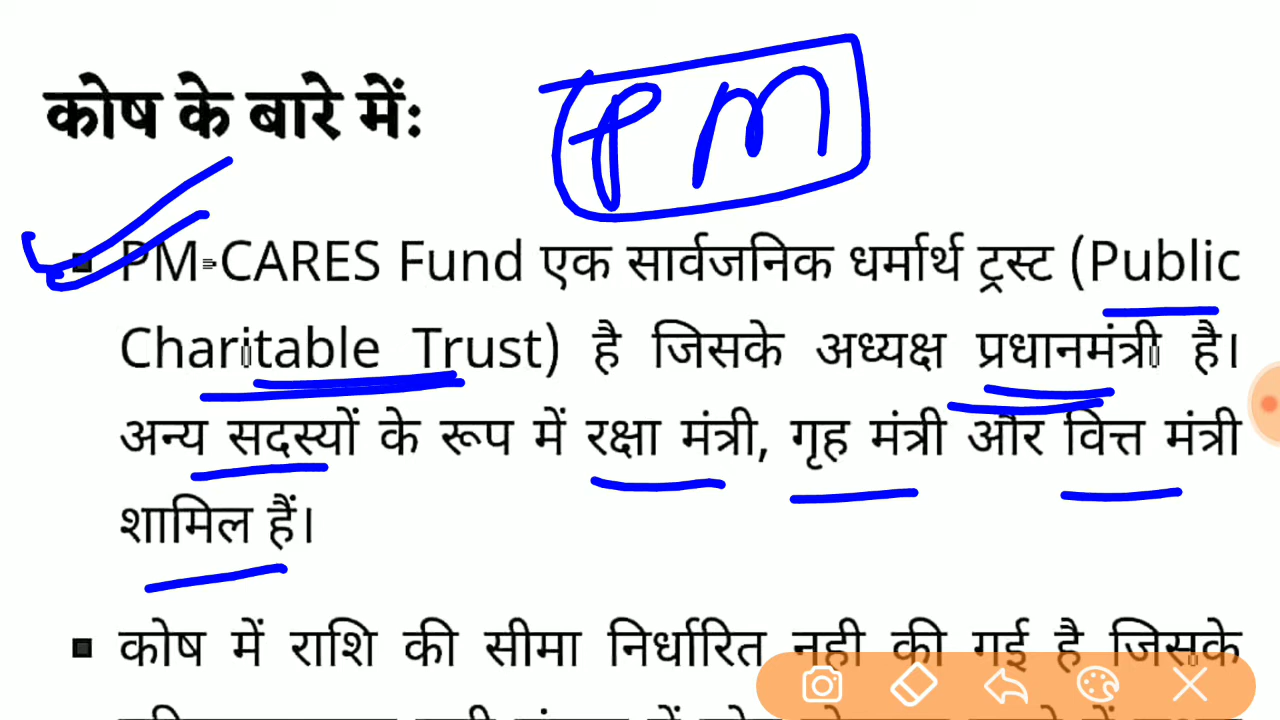 कोष के बारे में:
PM
▪ PM-CARES Fund एक सार्वजनिक धर्मार्थ ट्रस्ट (Public
Charitable Trust) है जिसके अध्यक्ष प्रधानमंत्री है।
अन्य सदस्यों के रूप में रक्षा मंत्री, गृह मंत्री और वित्त मंत्री
शामिल हैं।
▪ कोष में राशि की सीमा निर्धारित नही की गई है जिसके